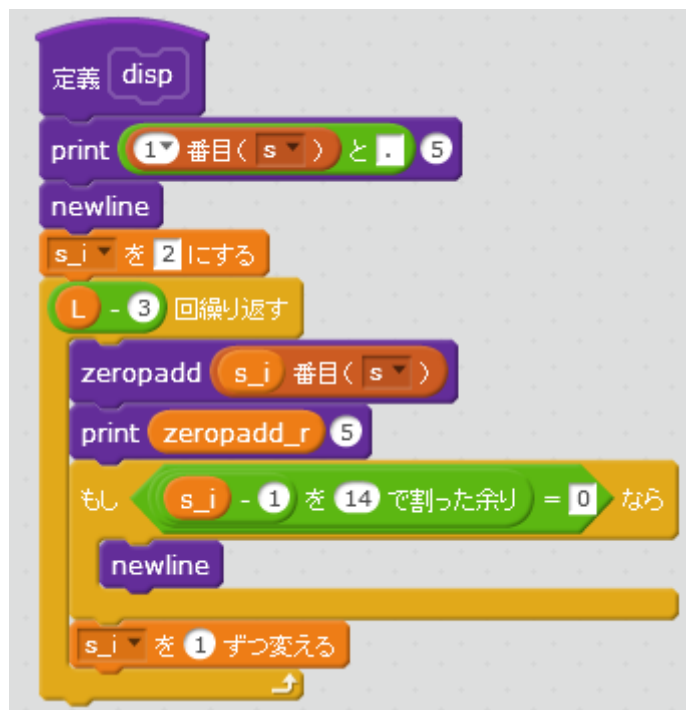 定義 disp
print 1 番目( s ) と . 5
newline
s_i を 2 にする
L - 3 回繰り返す
zeropadd s_i 番目( s )
print zeropadd_r 5
もし s_i - 1 を 14 で割った余り = 0 なら
newline
s_i を 1 ずつ変える